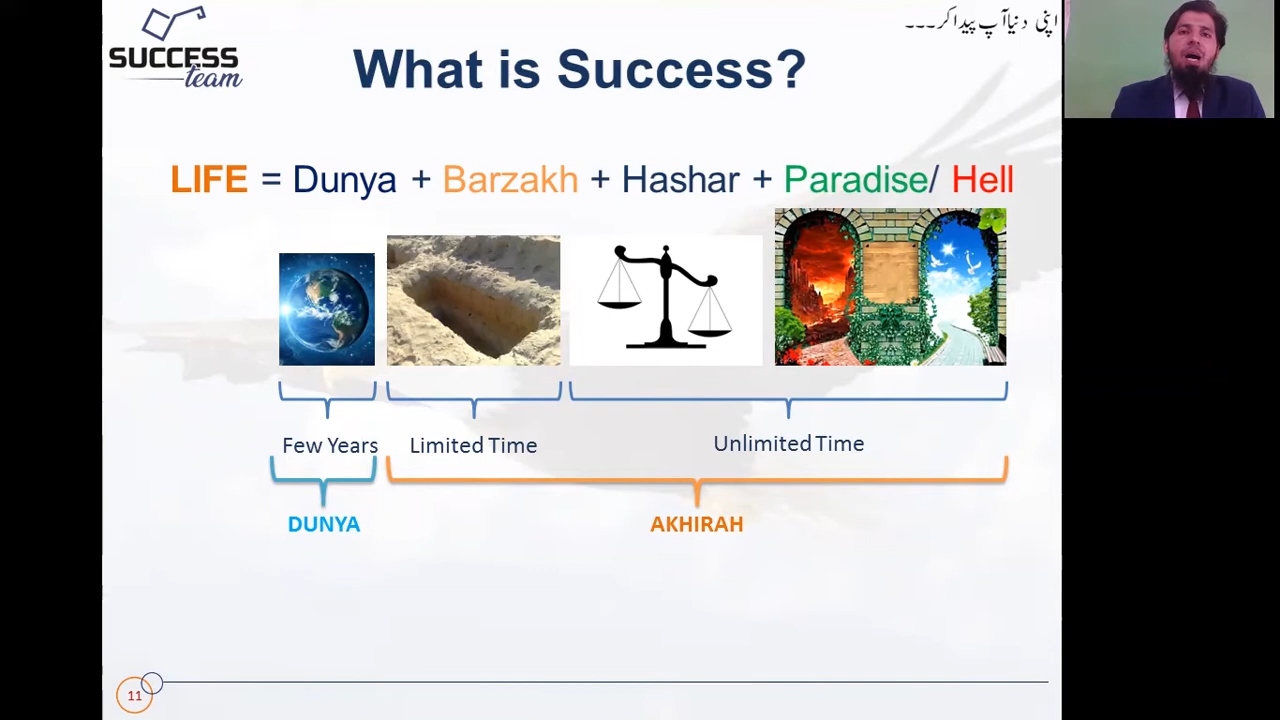 SUCCESS
team
اپنی دنیا آپ پیدا کر۔۔۔
What is Success?
LIFE = Dunya + Barzakh + Hashar + Paradise/ Hell
Few Years
Limited Time
Unlimited Time
DUNYA
AKHIRAH
11